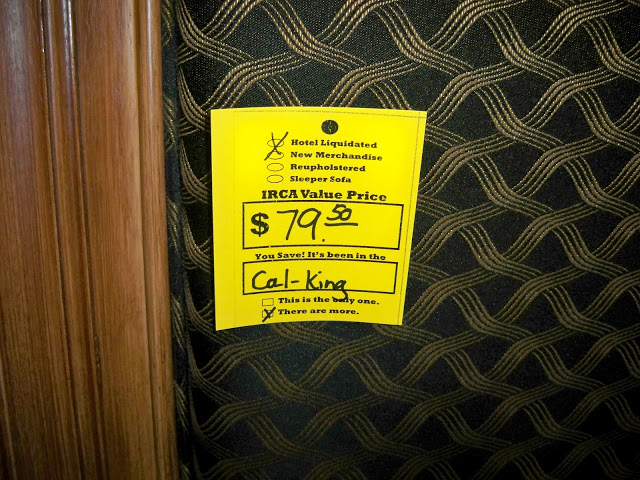 Hotel Liquidated
New Merchandise
Reupholstered
Sleeper Sofa
IRCA Value Price
$ 79.50
You Save! It's been in the
Cal-King
This is the only one.
There are more.